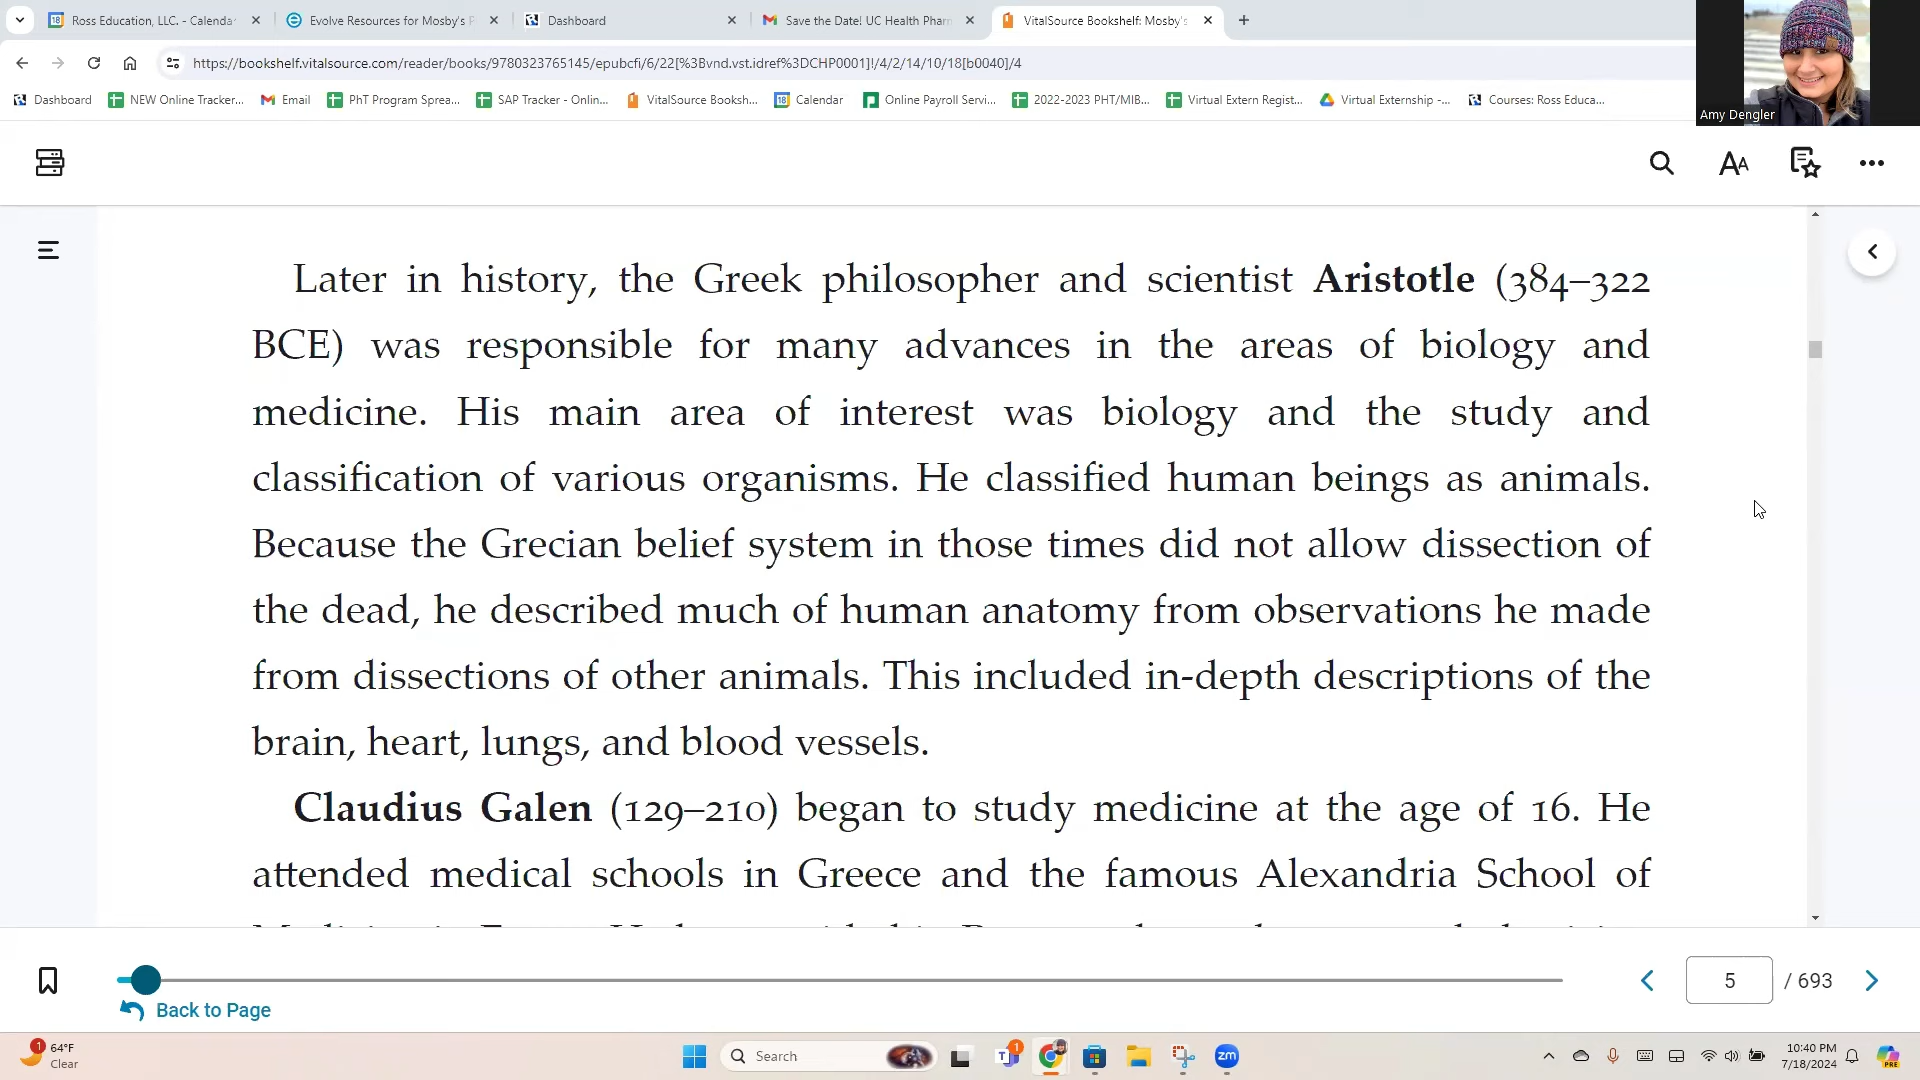 Ross Education, LLC. - Calenda
Evolve Resources for Mosby's P
Dashboard
Save the Date! UC Health Pharm
VitalSource Bookshelf: Mosby's
https://bookshelf.vitalsource.com/reader/books/9780323765145/epubcfi/6/22[%3Bvnd.vst.idref%3DCHP0001]!/4/2/14/10/18[b0040]/4
Dashboard
NEW Online Tracker...
Email
PhT Program Sprea...
SAP Tracker - Onlin...
VitalSource Booksh...
Calendar
Online Payroll Servi...
2022-2023 PHT/MIB...
Virtual Extern Regist...
Virtual Externship -...
Courses: Ross Educa...
Amy Dengler
Later in history, the Greek philosopher and scientist Aristotle (384–322
BCE) was responsible for many advances in the areas of biology and
medicine. His main area of interest was biology and the study and
classification of various organisms. He classified human beings as animals.
Because the Grecian belief system in those times did not allow dissection of
the dead, he described much of human anatomy from observations he made
from dissections of other animals. This included in-depth descriptions of the
brain, heart, lungs, and blood vessels.
Claudius Galen (129–210) began to study medicine at the age of 16. He
attended medical schools in Greece and the famous Alexandria School of
5 / 693
Back to Page
1
64°F
Clear
Search
1
zm
10:40 PM
7/18/2024
PRE